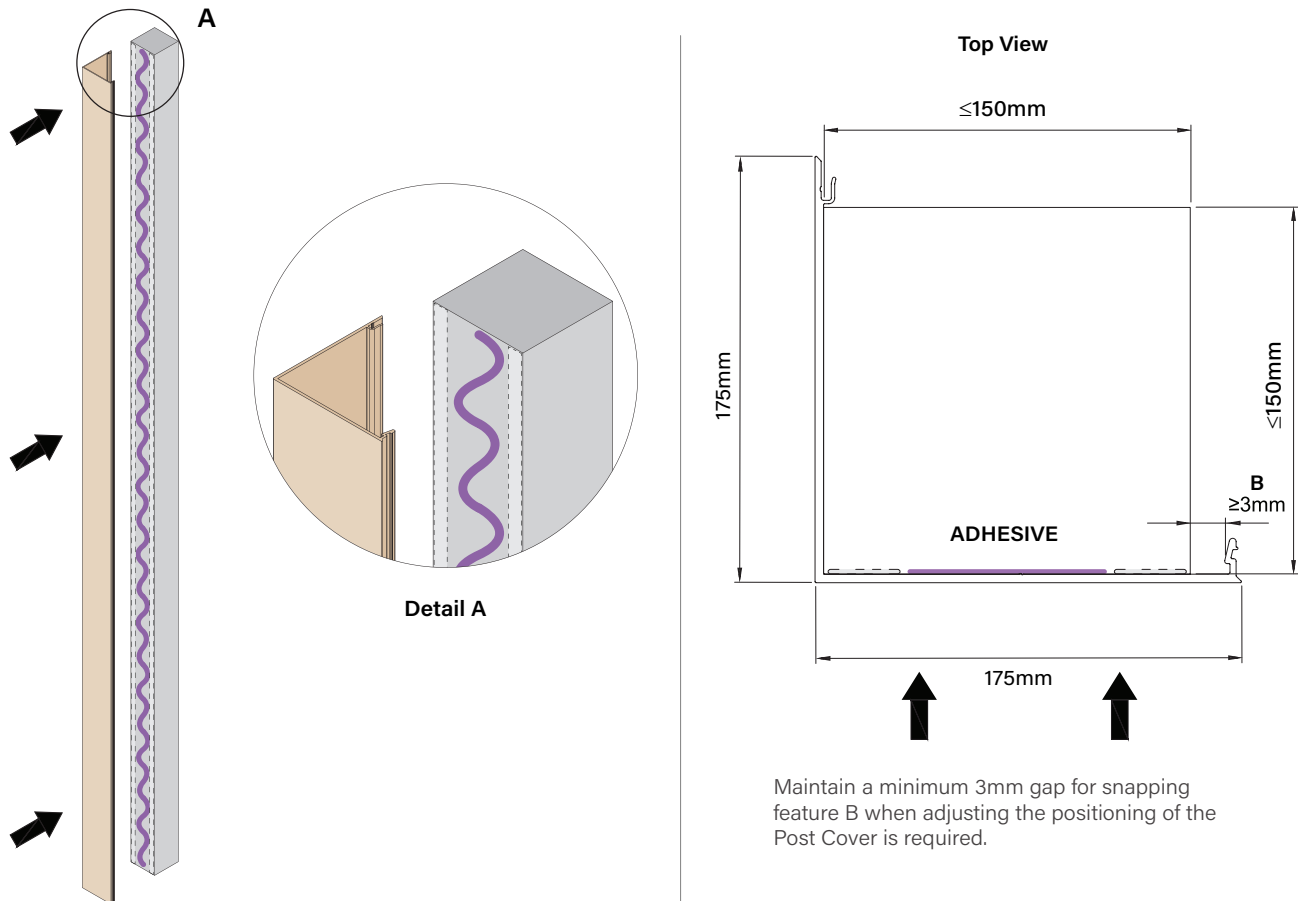 A
Detail A
Top View
≤150mm
175mm
≤150mm
B
≥3mm
ADHESIVE
175mm
Maintain a minimum 3mm gap for snapping
feature B when adjusting the positioning of the
Post Cover is required.